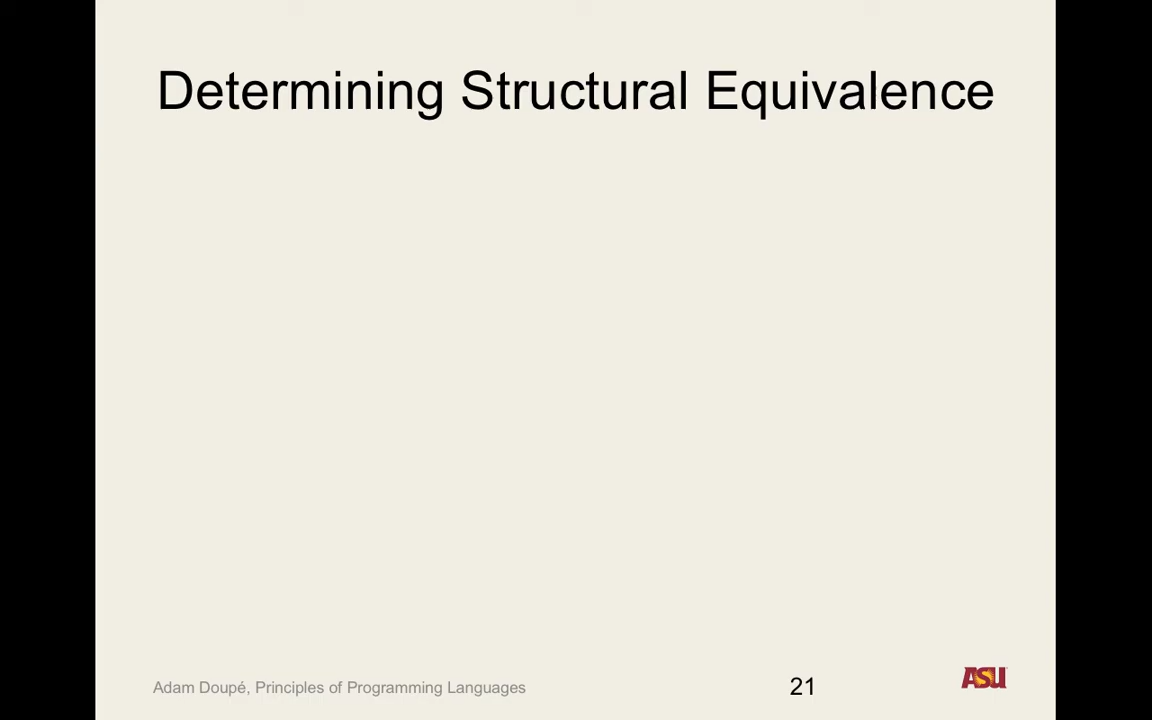 Determining Structural Equivalence
Adam Doupé, Principles of Programming Languages
21
ASU